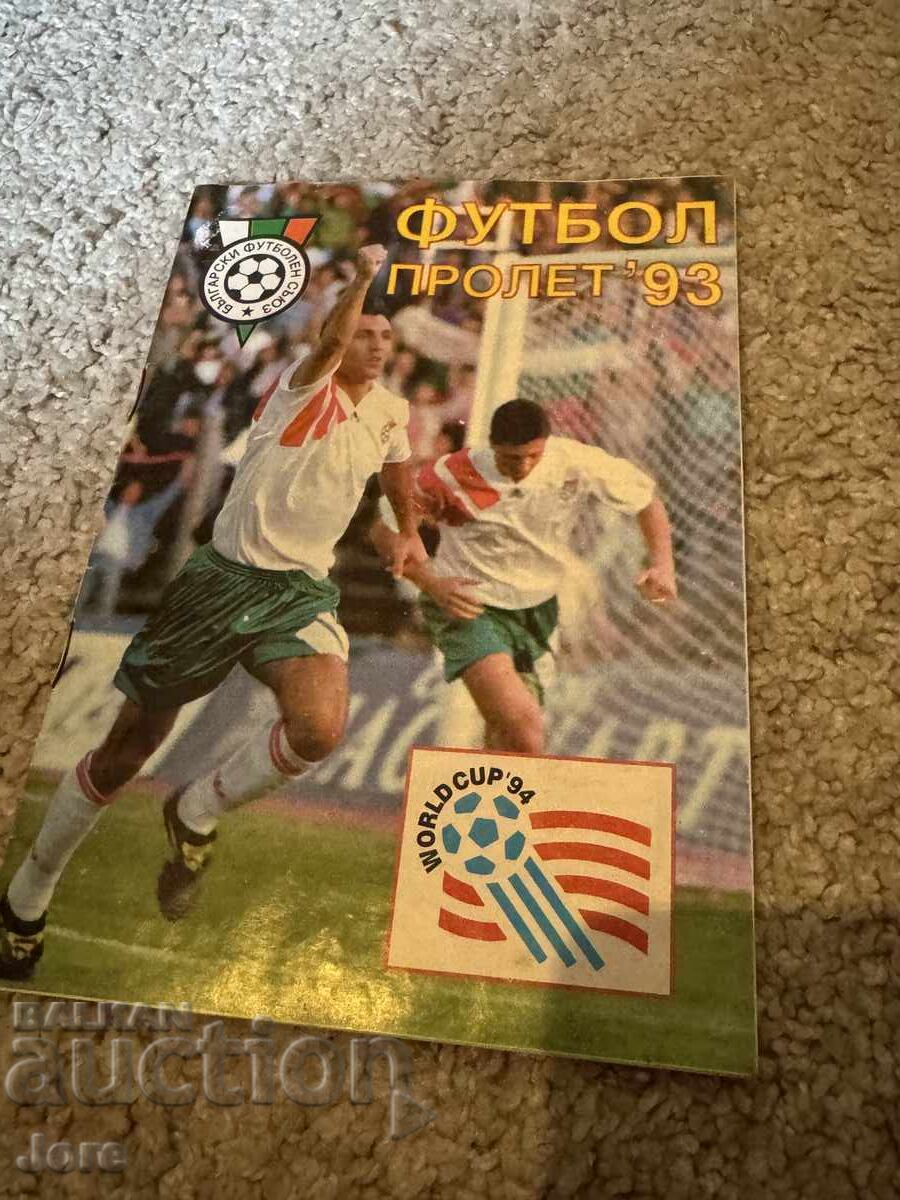 ФУТБОЛ
ПРОЛЕТ '93
БЪЛГАРСКИ ФУТБОЛЕН СЪЮЗ
WORLD CUP '94
BALKAN
auction
Jore